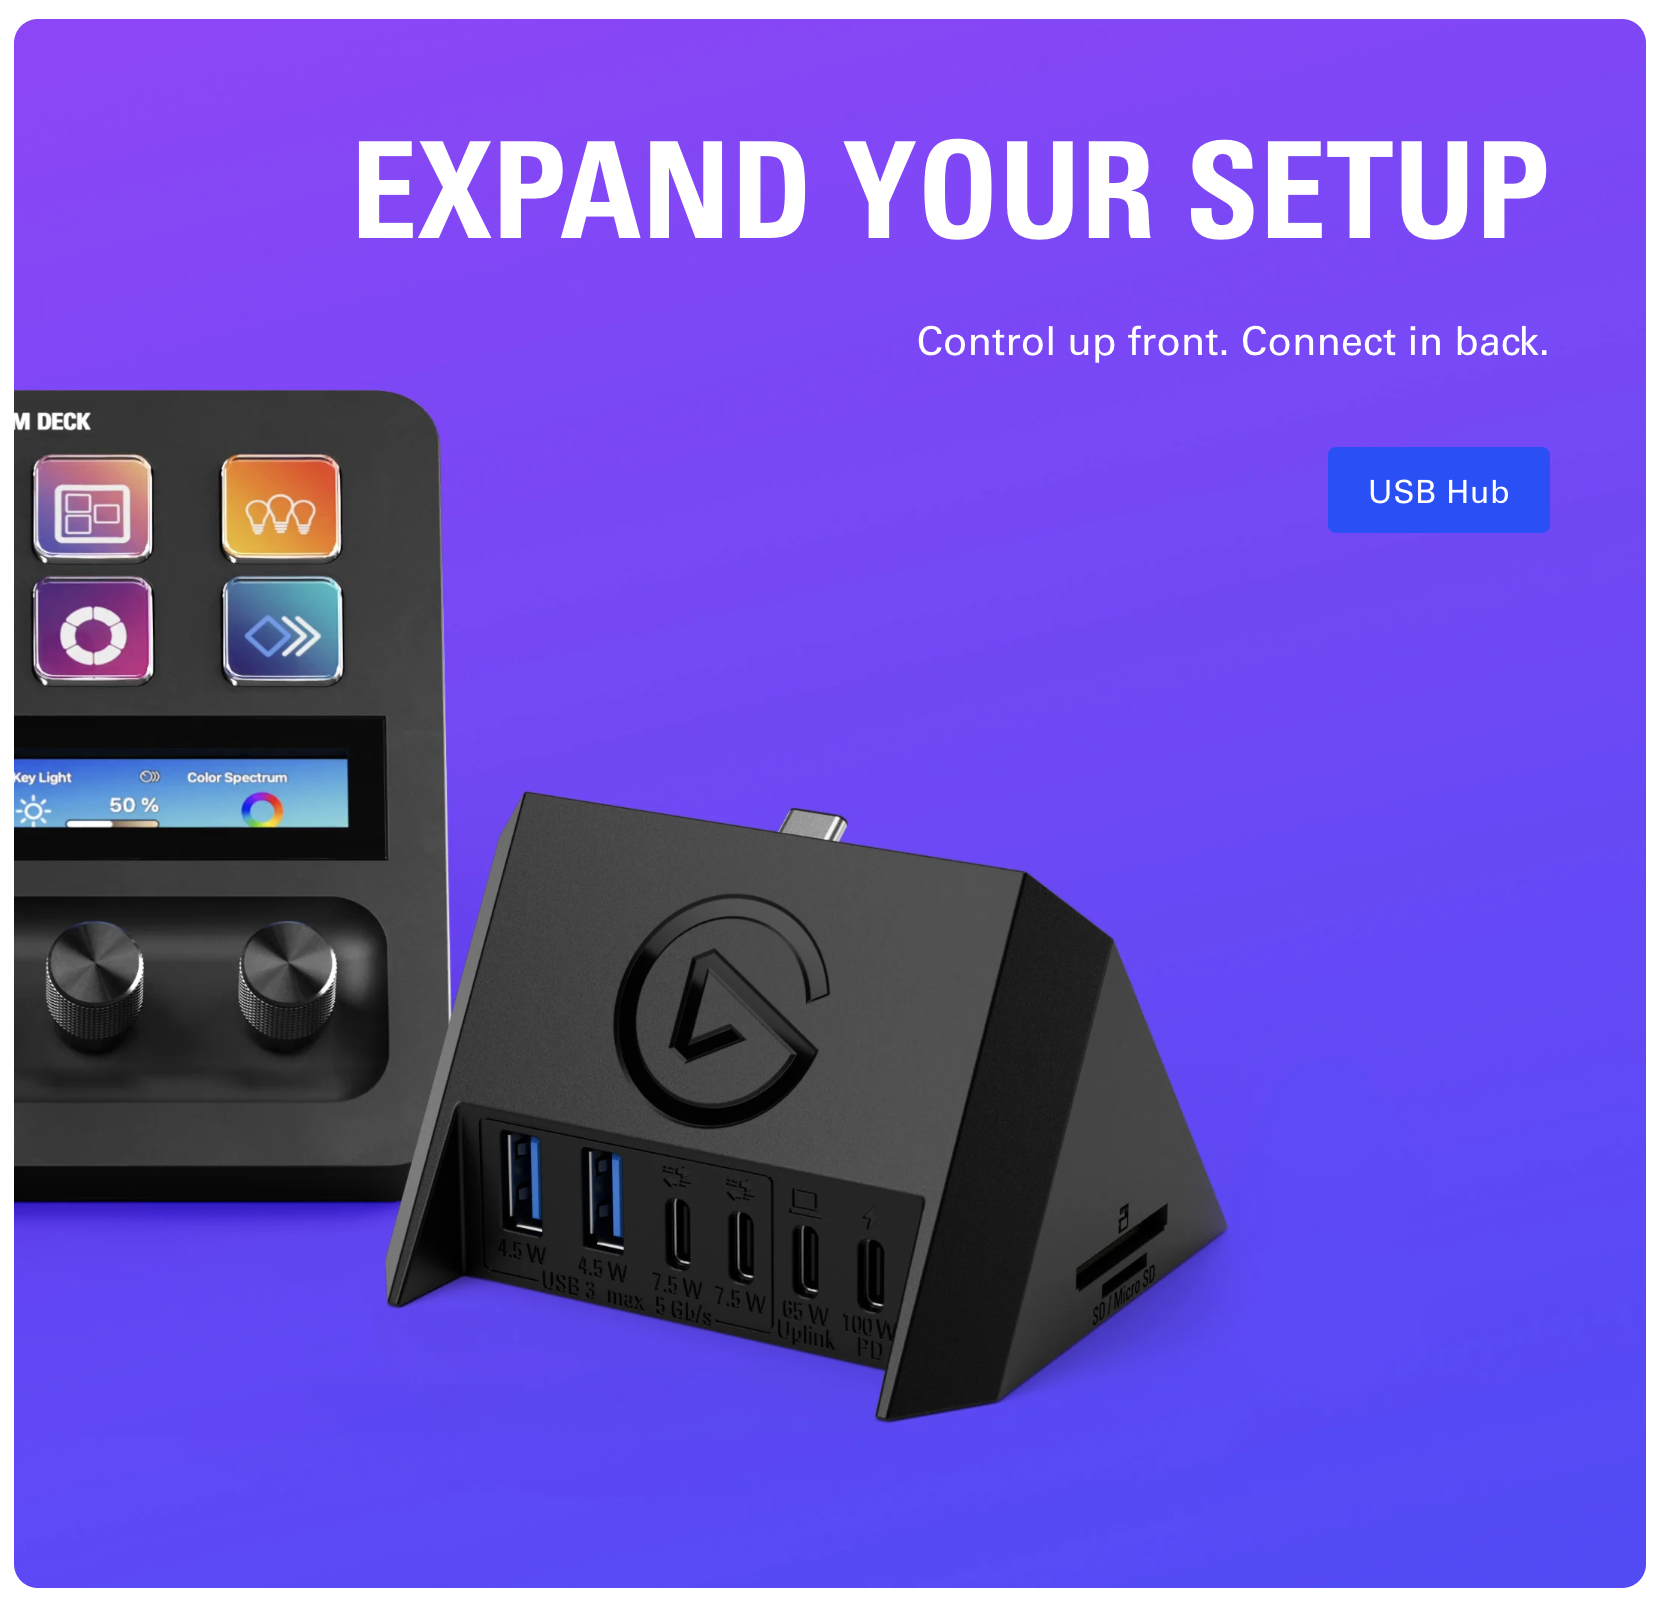 EXPAND YOUR SETUP
Control up front. Connect in back.
USB Hub
M DECK
Key Light
Color Spectrum
50 %
4.5 W
4.5 W
7.5 W
7.5 W
USB 3 max 5 Gb/s
65 W
Uplink
100 W
PD
SD / Micro SD